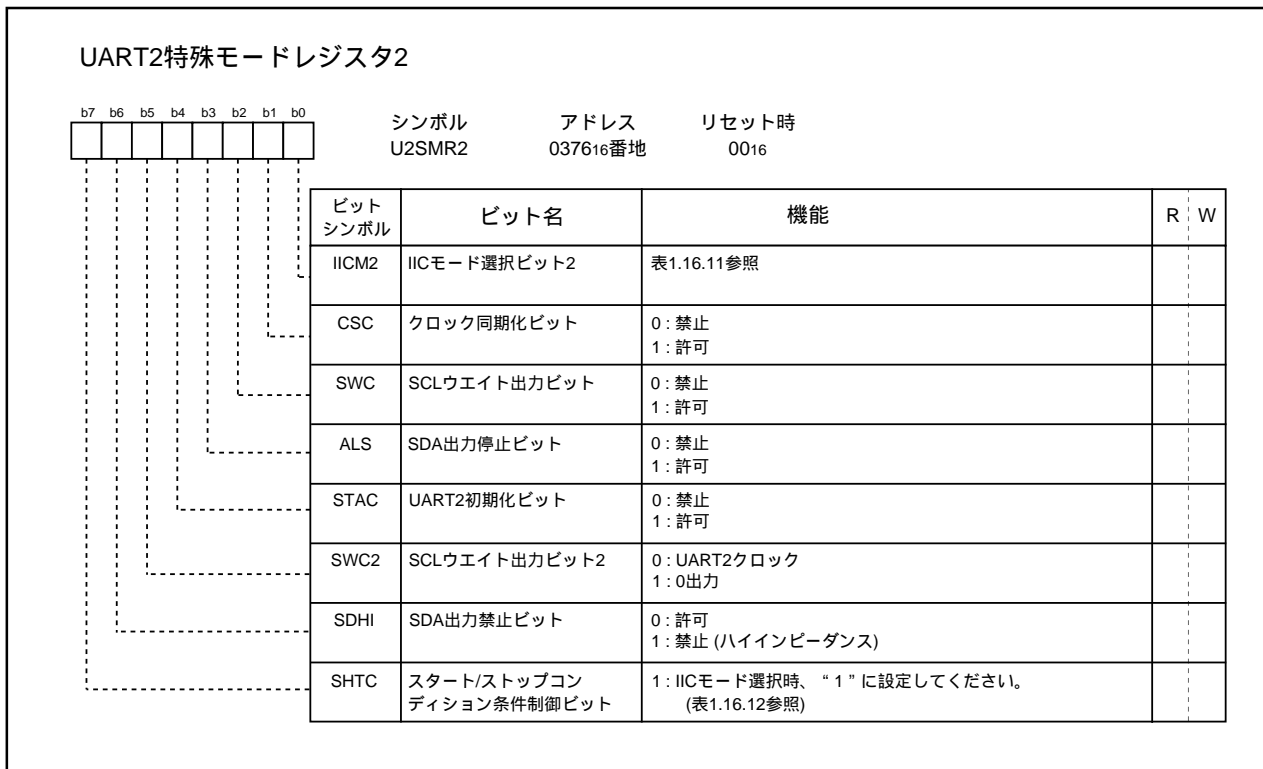 UART2特殊モードレジスタ2
b7 b6 b5 b4 b3 b2 b1 b0
シンボル アドレス リセット時
U2SMR2 037616番地 0016
ビット
シンボル
ビット名 機能 R W
IICM2 IICモード選択ビット2 表1.16.11参照
CSC クロック同期化ビット 0 : 禁止
1 : 許可
SWC SCLウエイト出力ビット 0 : 禁止
1 : 許可
ALS SDA出力停止ビット 0 : 禁止
1 : 許可
STAC UART2初期化ビット 0 : 禁止
1 : 許可
SWC2 SCLウエイト出力ビット2 0 : UART2クロック
1 : 0出力
SDHI SDA出力禁止ビット 0 : 許可
1 : 禁止 (ハイインピーダンス)
SHTC スタート/ストップコン 1 : IICモード選択時、“1”に設定してください。
ディション条件制御ビット (表1.16.12参照)